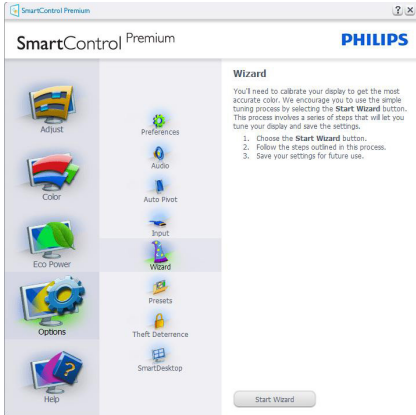 SmartControl Premium
SmartControl Premium
PHILIPS
Adjust
Color
Eco Power
Options
Help
Preferences
Audio
Auto Pivot
Input
Wizard
Presets
Theft Deterrence
SmartDesktop
Wizard
You'll need to calibrate your display to get the most
accurate color. We encourage you to use the simple
tuning process by selecting the Start Wizard button.
This process involves a series of steps that will let you
tune your display and save the settings.
1. Choose the Start Wizard button.
2. Follow the steps outlined in this process.
3. Save your settings for future use.
Start Wizard